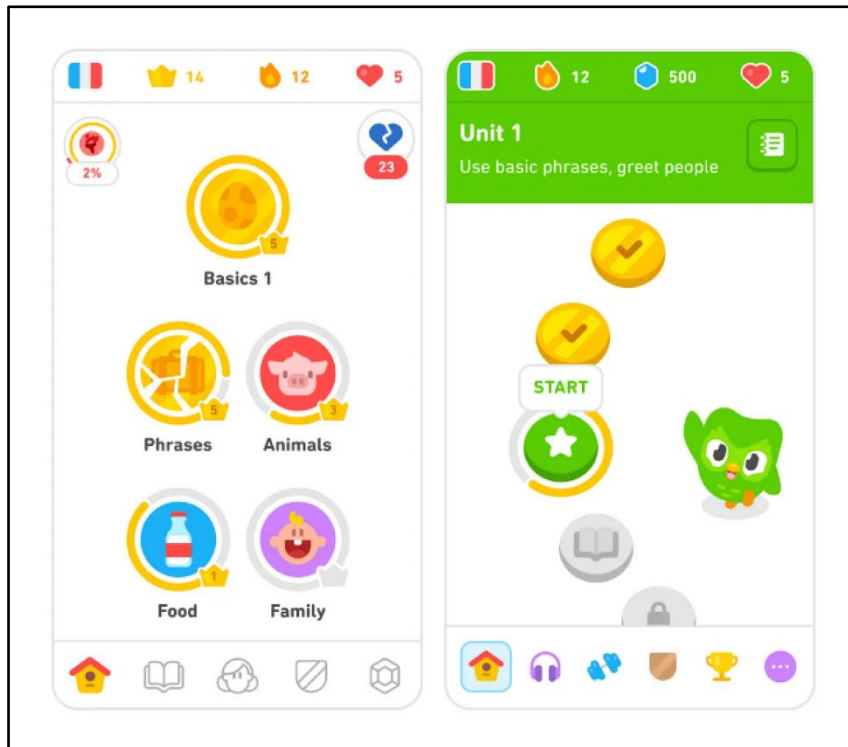 14 12 5
2%
23
5
Basics 1
5 3
Phrases Animals
1
Food Family
12 500 5
Unit 1
Use basic phrases, greet people
START